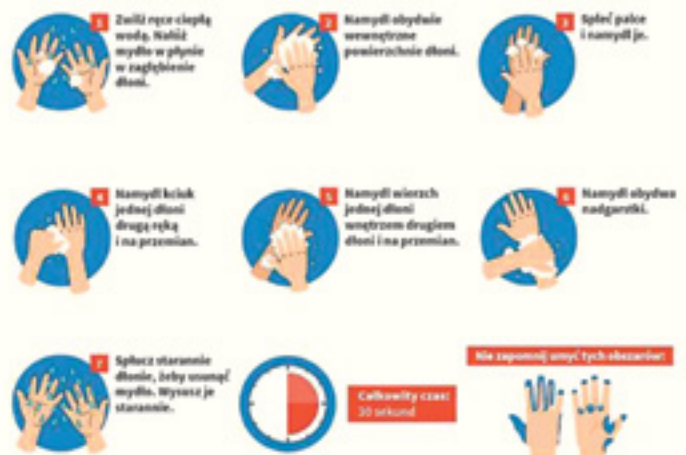 1
Zwilż ręce ciepłą
wodą. Nałóż
mydło w płynie
w zagłębienie
dłoni.
2
Namydl obydwie
wewnętrzne
powierzchnie dłoni.
3
Spleć palce
i namydl je.
4
Namydl kciuk
jednej dłoni
drugą ręką
i na przemian.
5
Namydl wierzch
jednej dłoni
wnętrzem drugiej
dłoni i na przemian.
6
Namydl obydwa
nadgarstki.
7
Spłucz starannie
dłonie, żeby usunąć
mydło. Wysusz je
starannie.
Całkowity czas:
30 sekund
Nie zapomnij umyć tych obszarów: